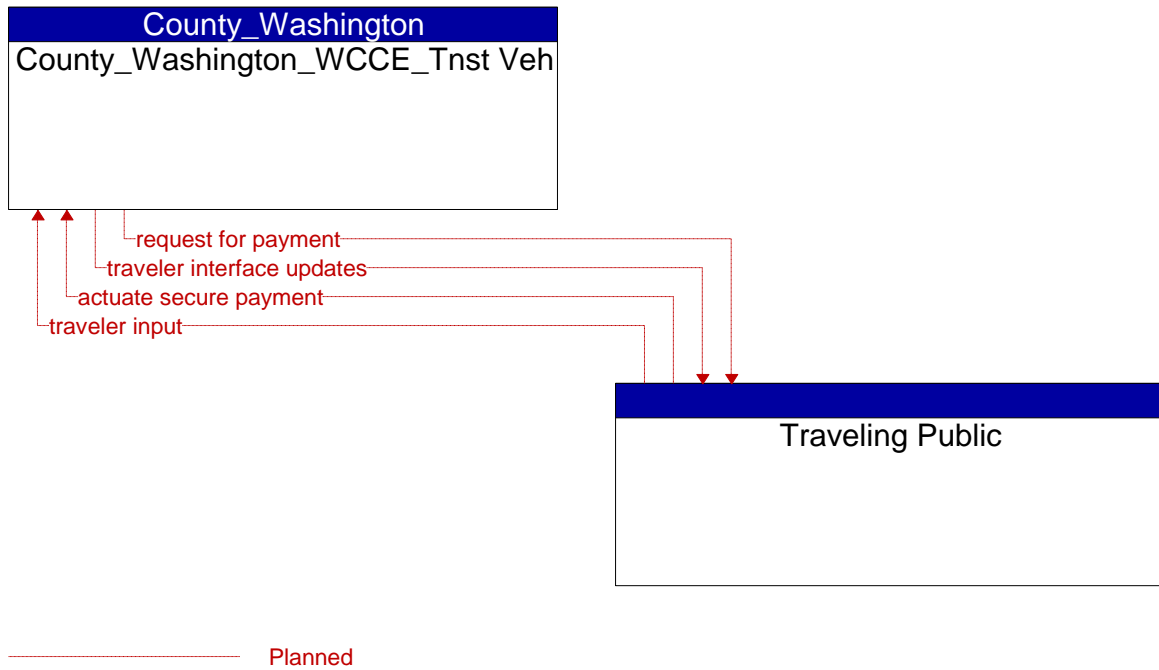 County_Washington
County_Washington_WCCE_Tnst Veh
request for payment
traveler interface updates
actuate secure payment
traveler input
Traveling Public
Planned